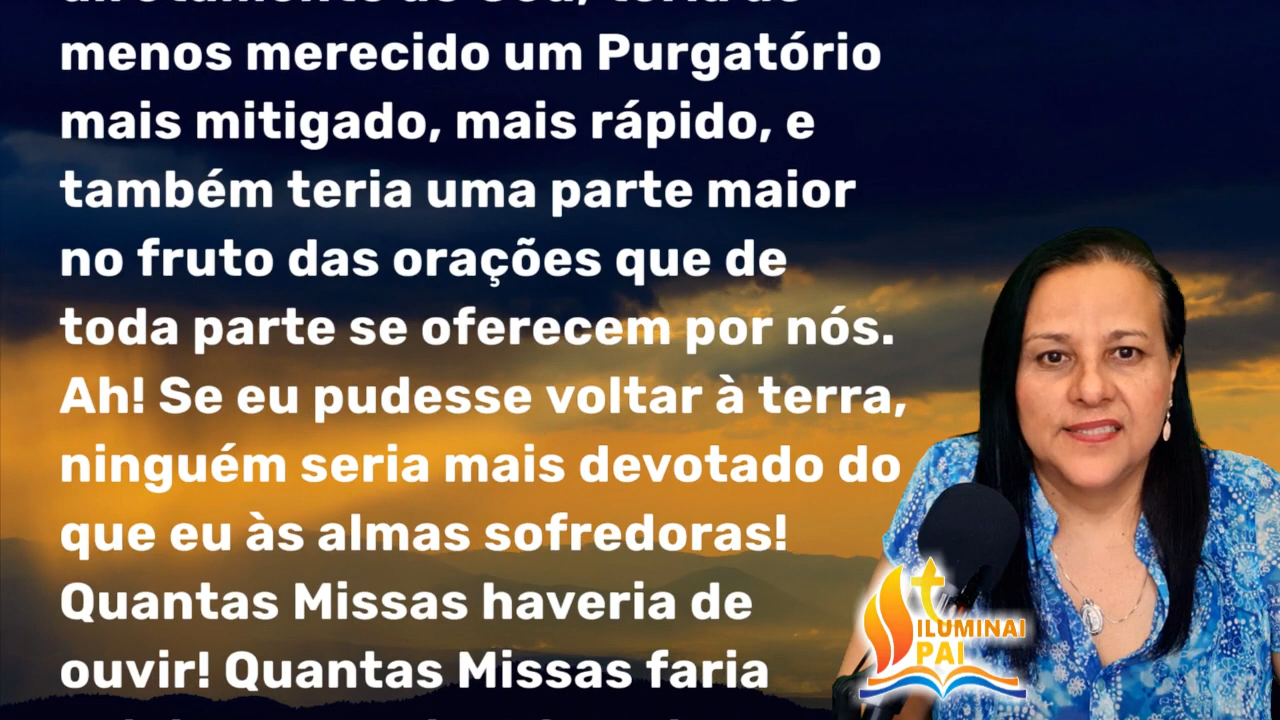 menos merecido um Purgatório
mais mitigado, mais rápido, e
também teria uma parte maior
no fruto das orações que de
toda parte se oferecem por nós.
Ah! Se eu pudesse voltar à terra,
ninguém seria mais devotado do
que eu às almas sofredoras!
Quantas Missas haveria de
ouvir! Quantas Missas faria
ILUMINAI
PAI